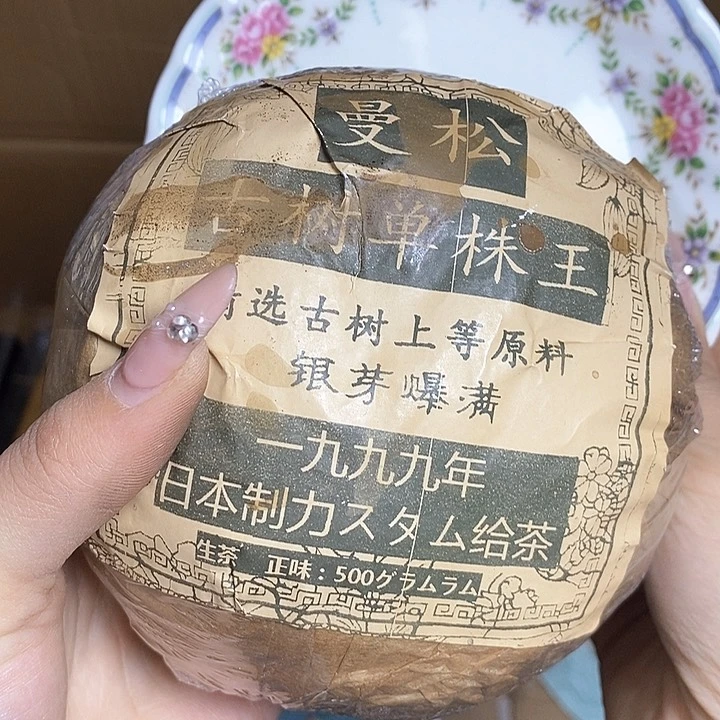 曼松
古树单株王
选古树上等原料
银芽爆满
一九九九年
日本制力スタム给茶
生茶 正味：500グラムラム